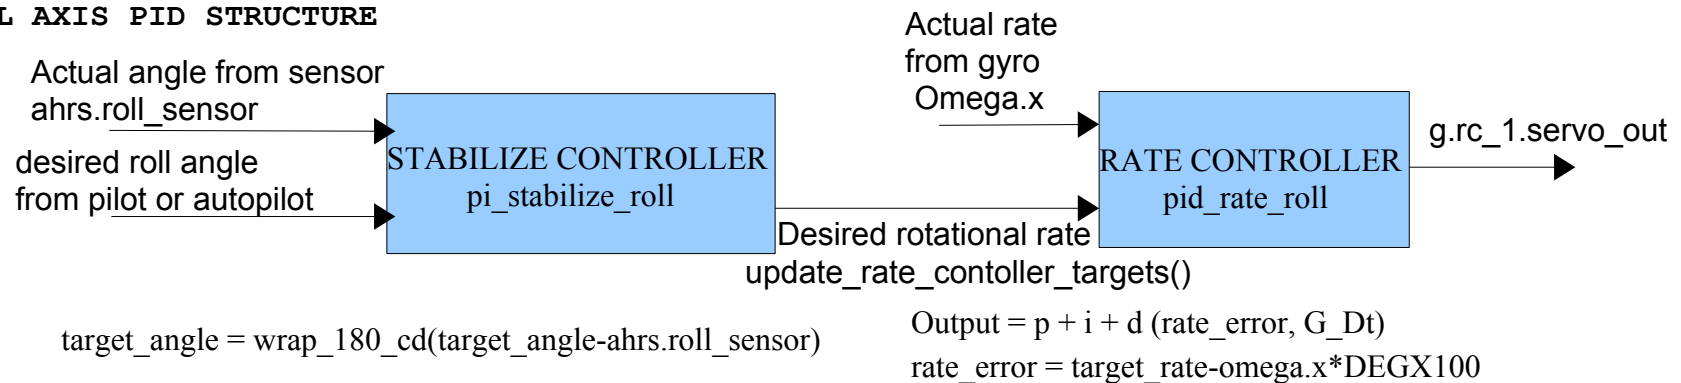 L AXIS PID STRUCTURE
Actual angle from sensor
ahrs.roll_sensor
desired roll angle
from pilot or autopilot
STABILIZE CONTROLLER
pi_stabilize_roll
Desired rotational rate
update_rate_contoller_targets()
Actual rate
from gyro
Omega.x
RATE CONTROLLER
pid_rate_roll
g.rc_1.servo_out
target_angle = wrap_180_cd(target_angle-ahrs.roll_sensor)
Output = p + i + d (rate_error, G_Dt)
rate_error = target_rate-omega.x*DEGX100